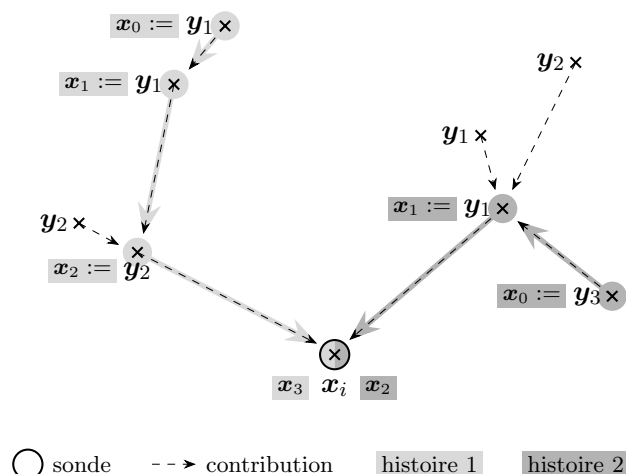 x₀ := y₁
y₂
x₁ := y₁
y₁
x₁ := y₁
y₂
x₂ := y₂
x₀ := y₃
x₃ xᵢ x₂
sonde contribution histoire 1 histoire 2